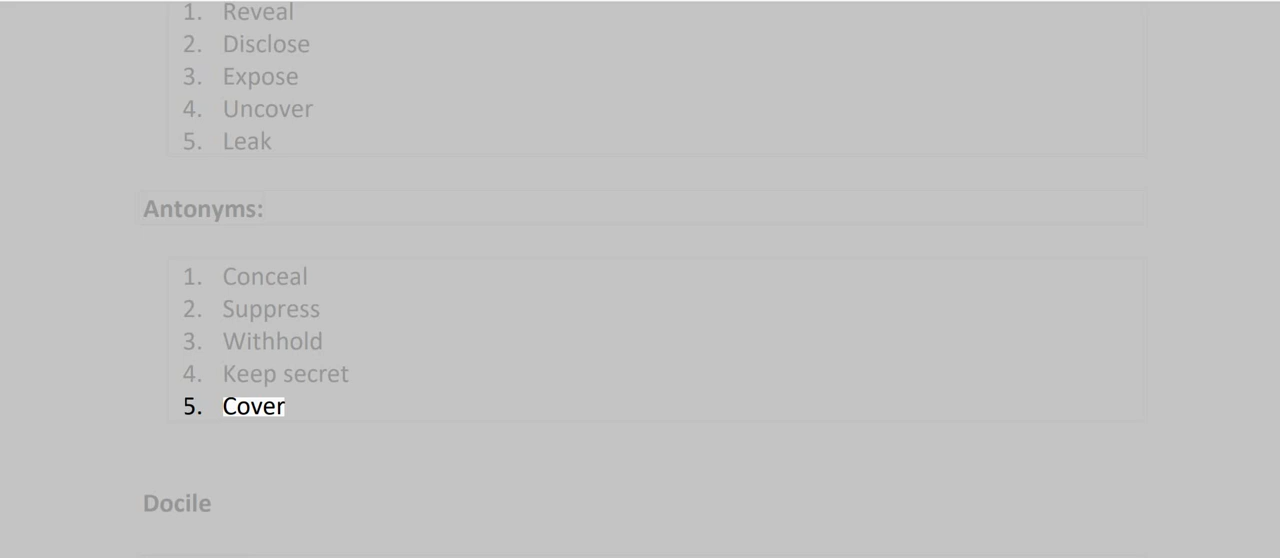 1. Reveal
2. Disclose
3. Expose
4. Uncover
5. Leak
Antonyms:
1. Conceal
2. Suppress
3. Withhold
4. Keep secret
5. Cover
Docile